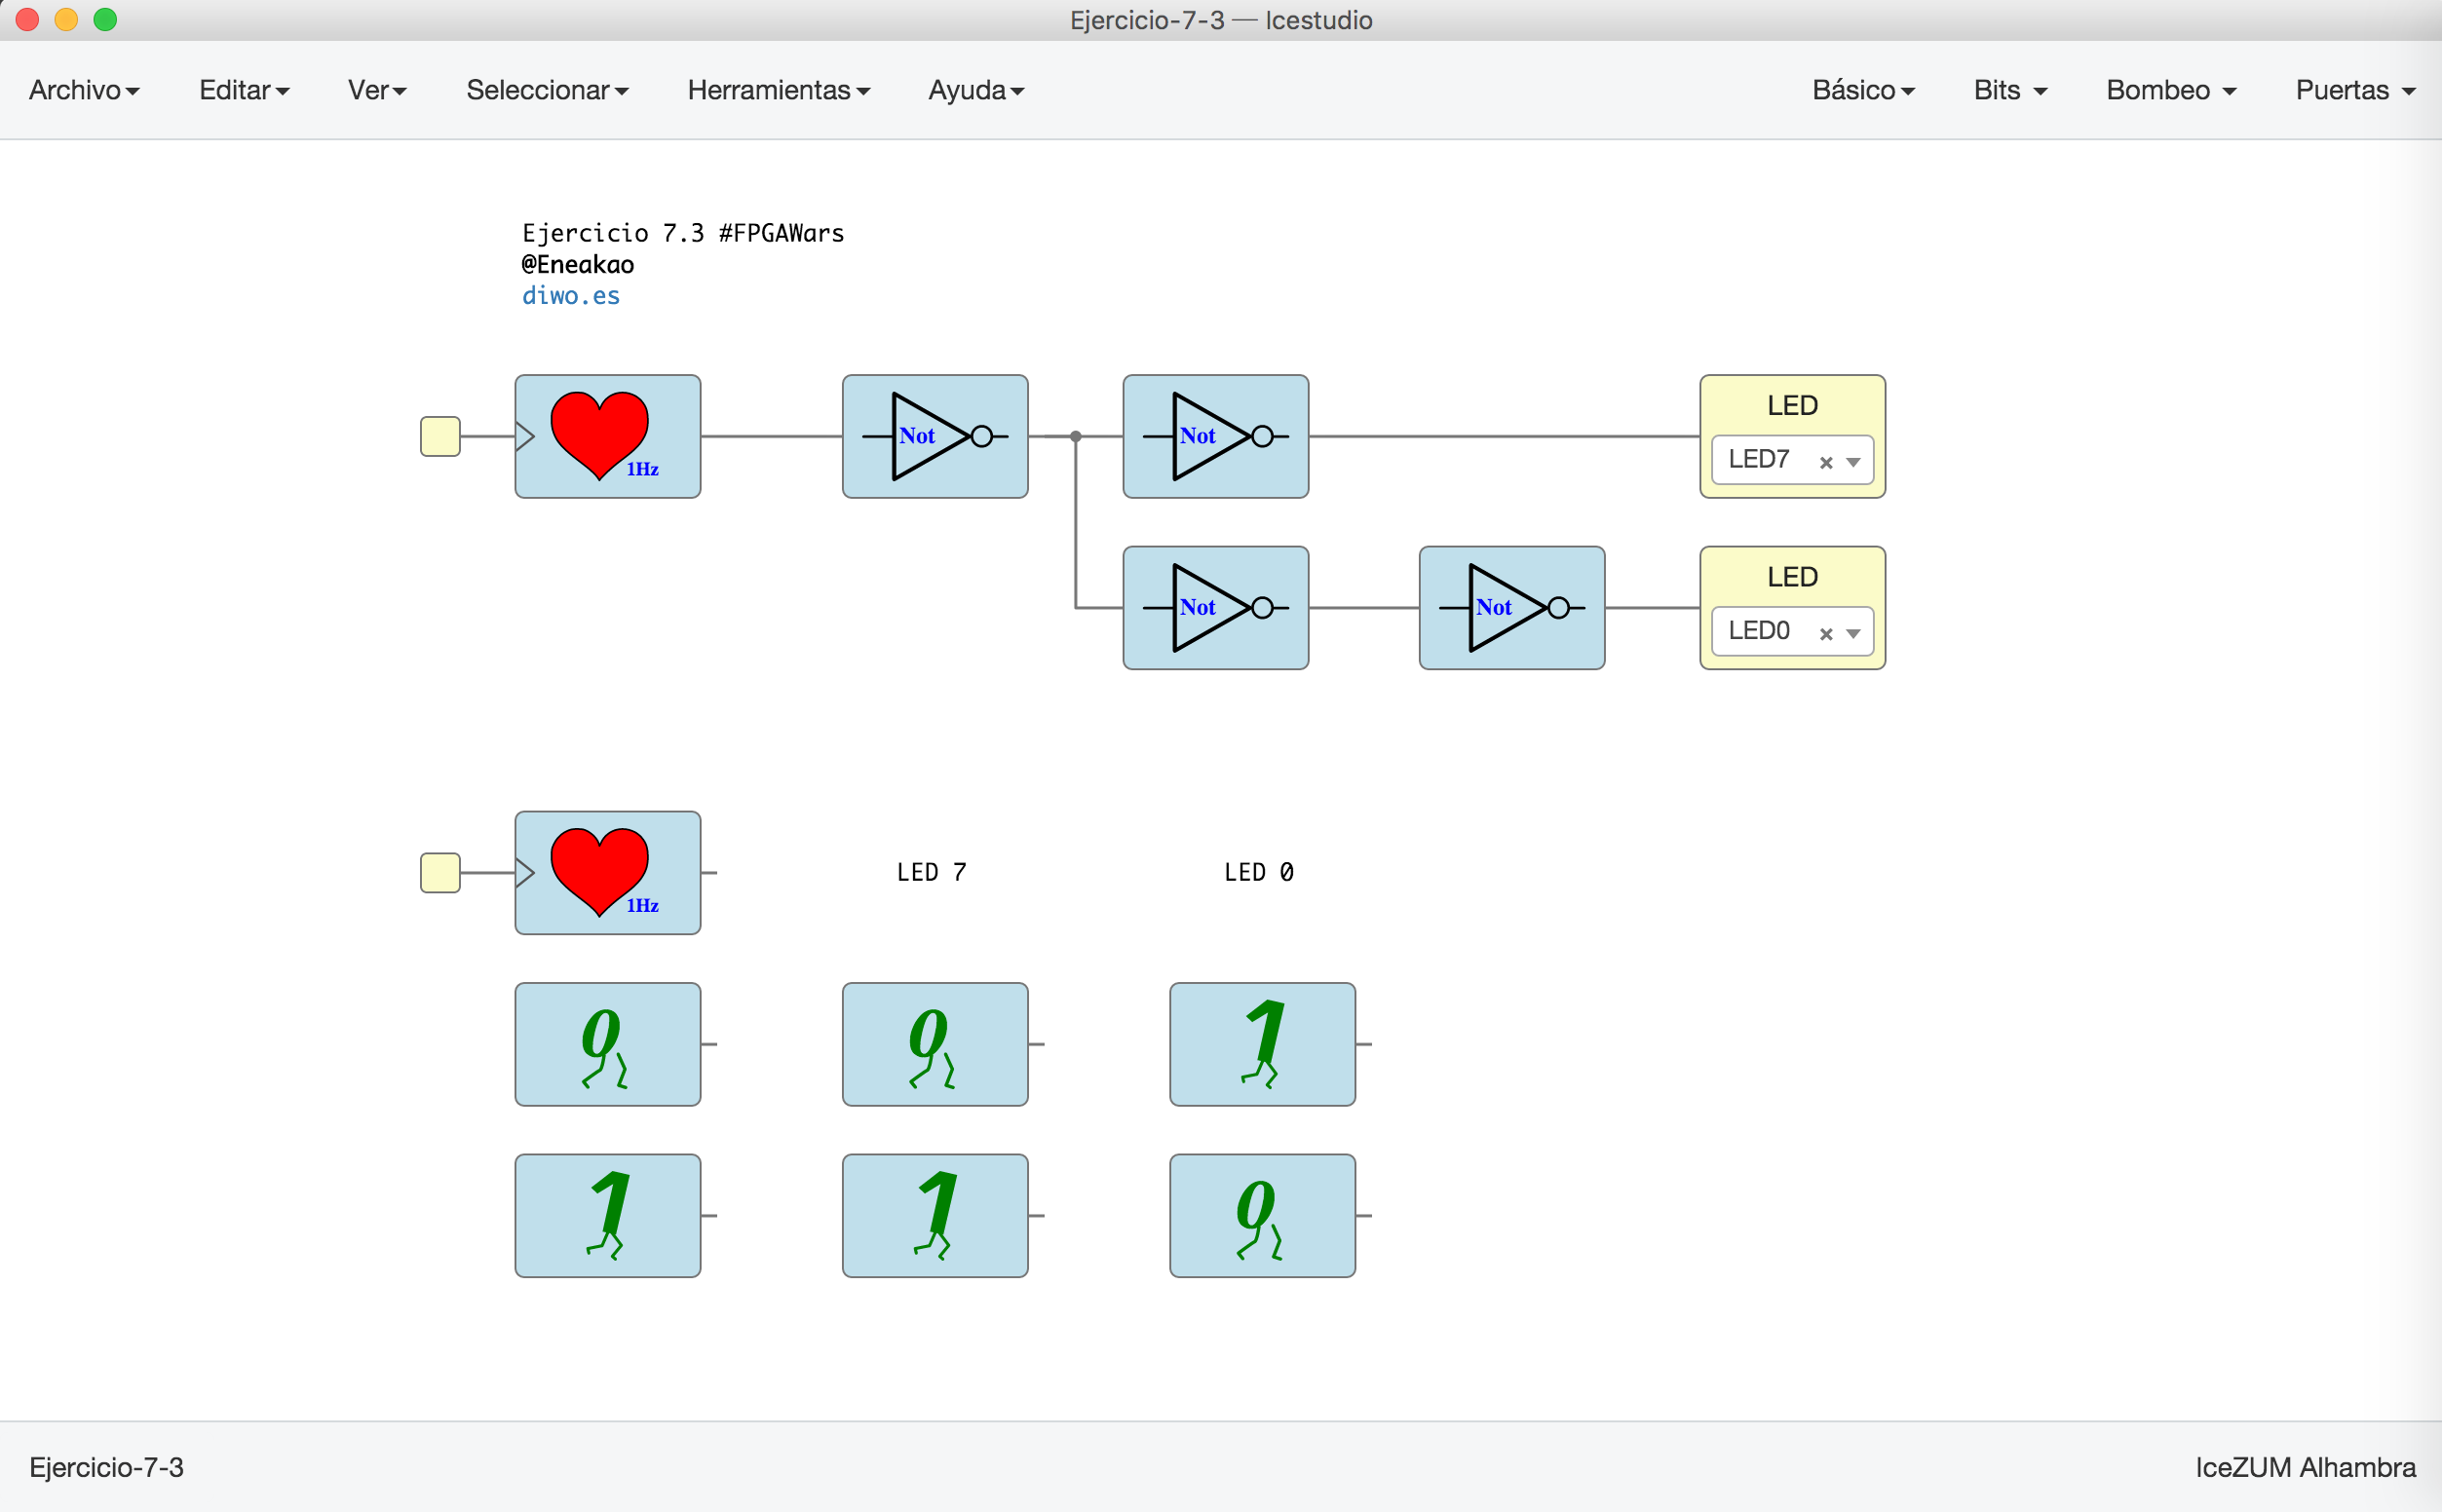 Ejercicio-7-3 — Icestudio
Archivo Editar Ver Seleccionar Herramientas Ayuda Básico Bits Bombeo Puertas
Ejercicio 7.3 #FPGAWars
@Eneakao
diwo.es
1Hz Not Not LED
LED7
Not Not LED
LED0
1Hz LED 7 LED 0
0 0 1
1 1 0
Ejercicio-7-3 IceZUM Alhambra